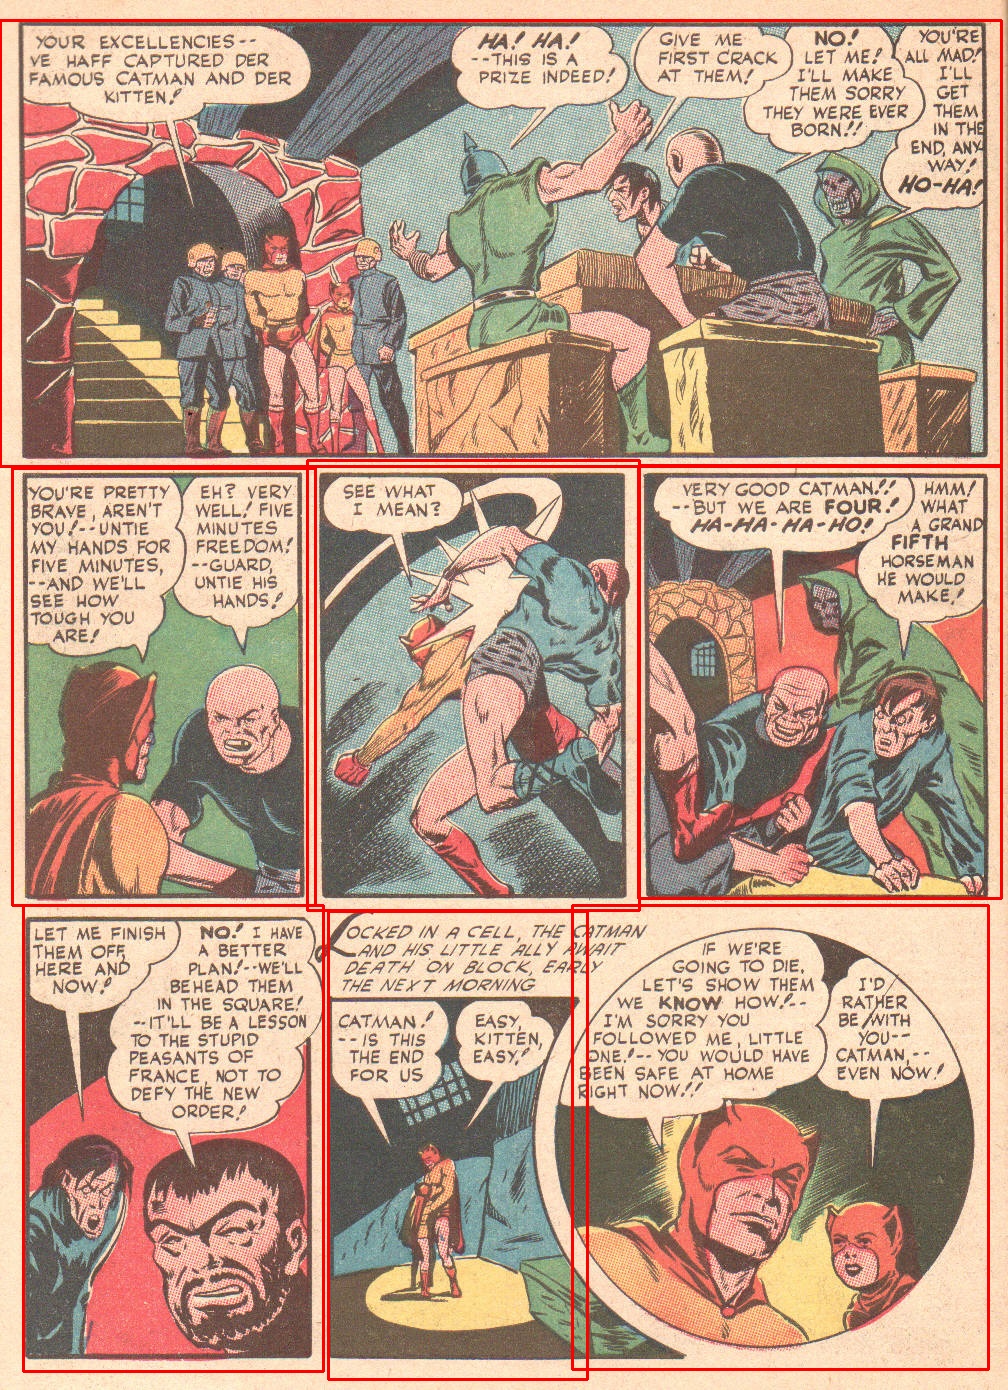 YOUR EXCELLENCIES--
VE HAFF CAPTURED DER
FAMOUS CATMAN AND DER
KITTEN!
HA! HA!
--THIS IS A
PRIZE INDEED!
GIVE ME
FIRST CRACK
AT THEM!
NO!
LET ME!
I'LL MAKE
THEM SORRY
THEY WERE EVER
BORN!!
YOU'RE
ALL MAD!
I'LL
GET
THEM
IN THE
END, ANY-
WAY!
HO-HA!
YOU'RE PRETTY
BRAVE, AREN'T
YOU!--UNTIE
MY HANDS FOR
FIVE MINUTES,
--AND WE'LL
SEE HOW
TOUGH YOU
ARE!
EH? VERY
WELL! FIVE
MINUTES
FREEDOM!
--GUARD,
UNTIE HIS
HANDS!
SEE WHAT
I MEAN?
VERY GOOD CATMAN!!
--BUT WE ARE FOUR!
HA-HA-HA-HO!
HMM!
WHAT
A GRAND
FIFTH
HORSEMAN
HE WOULD
MAKE!
LET ME FINISH
THEM OFF,
HERE AND
NOW!
NO! I HAVE
A BETTER
PLAN!--WE'LL
BEHEAD THEM
IN THE SQUARE!
--IT'LL BE A LESSON
TO THE STUPID
PEASANTS OF
FRANCE, NOT TO
DEFY THE NEW
ORDER!
LOCKED IN A CELL, THE CATMAN
AND HIS LITTLE ALLY AWAIT
DEATH ON BLOCK, EARLY
THE NEXT MORNING
CATMAN!
--IS THIS
THE END
FOR US
EASY,
KITTEN,
EASY!
IF WE'RE
GOING TO DIE,
LET'S SHOW THEM
WE KNOW HOW!--
I'M SORRY YOU
FOLLOWED ME, LITTLE
ONE!--YOU WOULD HAVE
BEEN SAFE AT HOME
RIGHT NOW!!
I'D
RATHER
BE WITH
YOU--
CATMAN,--
EVEN NOW!